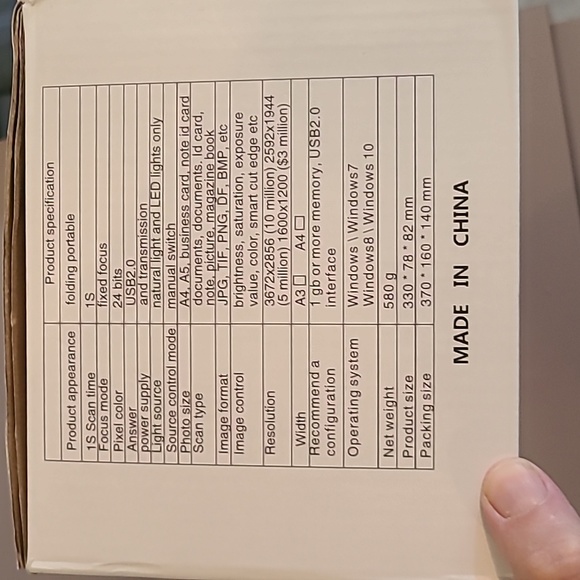 Product specification
Product appearance folding portable
1S Scan time 1S
Focus mode fixed focus
Pixel color 24 bits
Answer USB2.0
power supply and transmission
Light source natural light and LED lights only
Source control mode manual switch
Photo size A4, A5, business card, note id card
Scan type documents, documents, id card,
note, picture, magazine book
Image format JPG, TIF, PNG, DF, BMP, etc
Image control brightness, saturation, exposure
value, color, smart cut edge etc
Resolution 3672x2856 (10 million) 2592x1944
(5 million) 1600x1200 ($3 million)
Width A3 □ A4 □
Recommend a 1 gb or more memory, USB2.0
configuration interface
Operating system Windows \ Windows7
Windows8 \ Windows 10
Net weight 580 g
Product size 330 * 78 * 82 mm
Packing size 370 * 160 * 140 mm
MADE IN CHINA